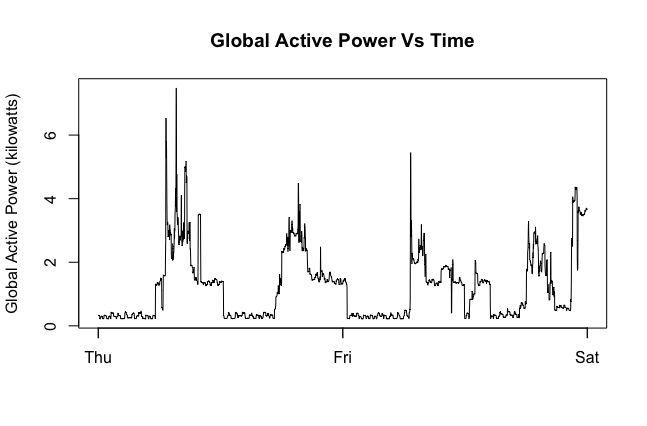 Global Active Power Vs Time
Global Active Power (kilowatts)
6
4
2
0
Thu
Fri
Sat